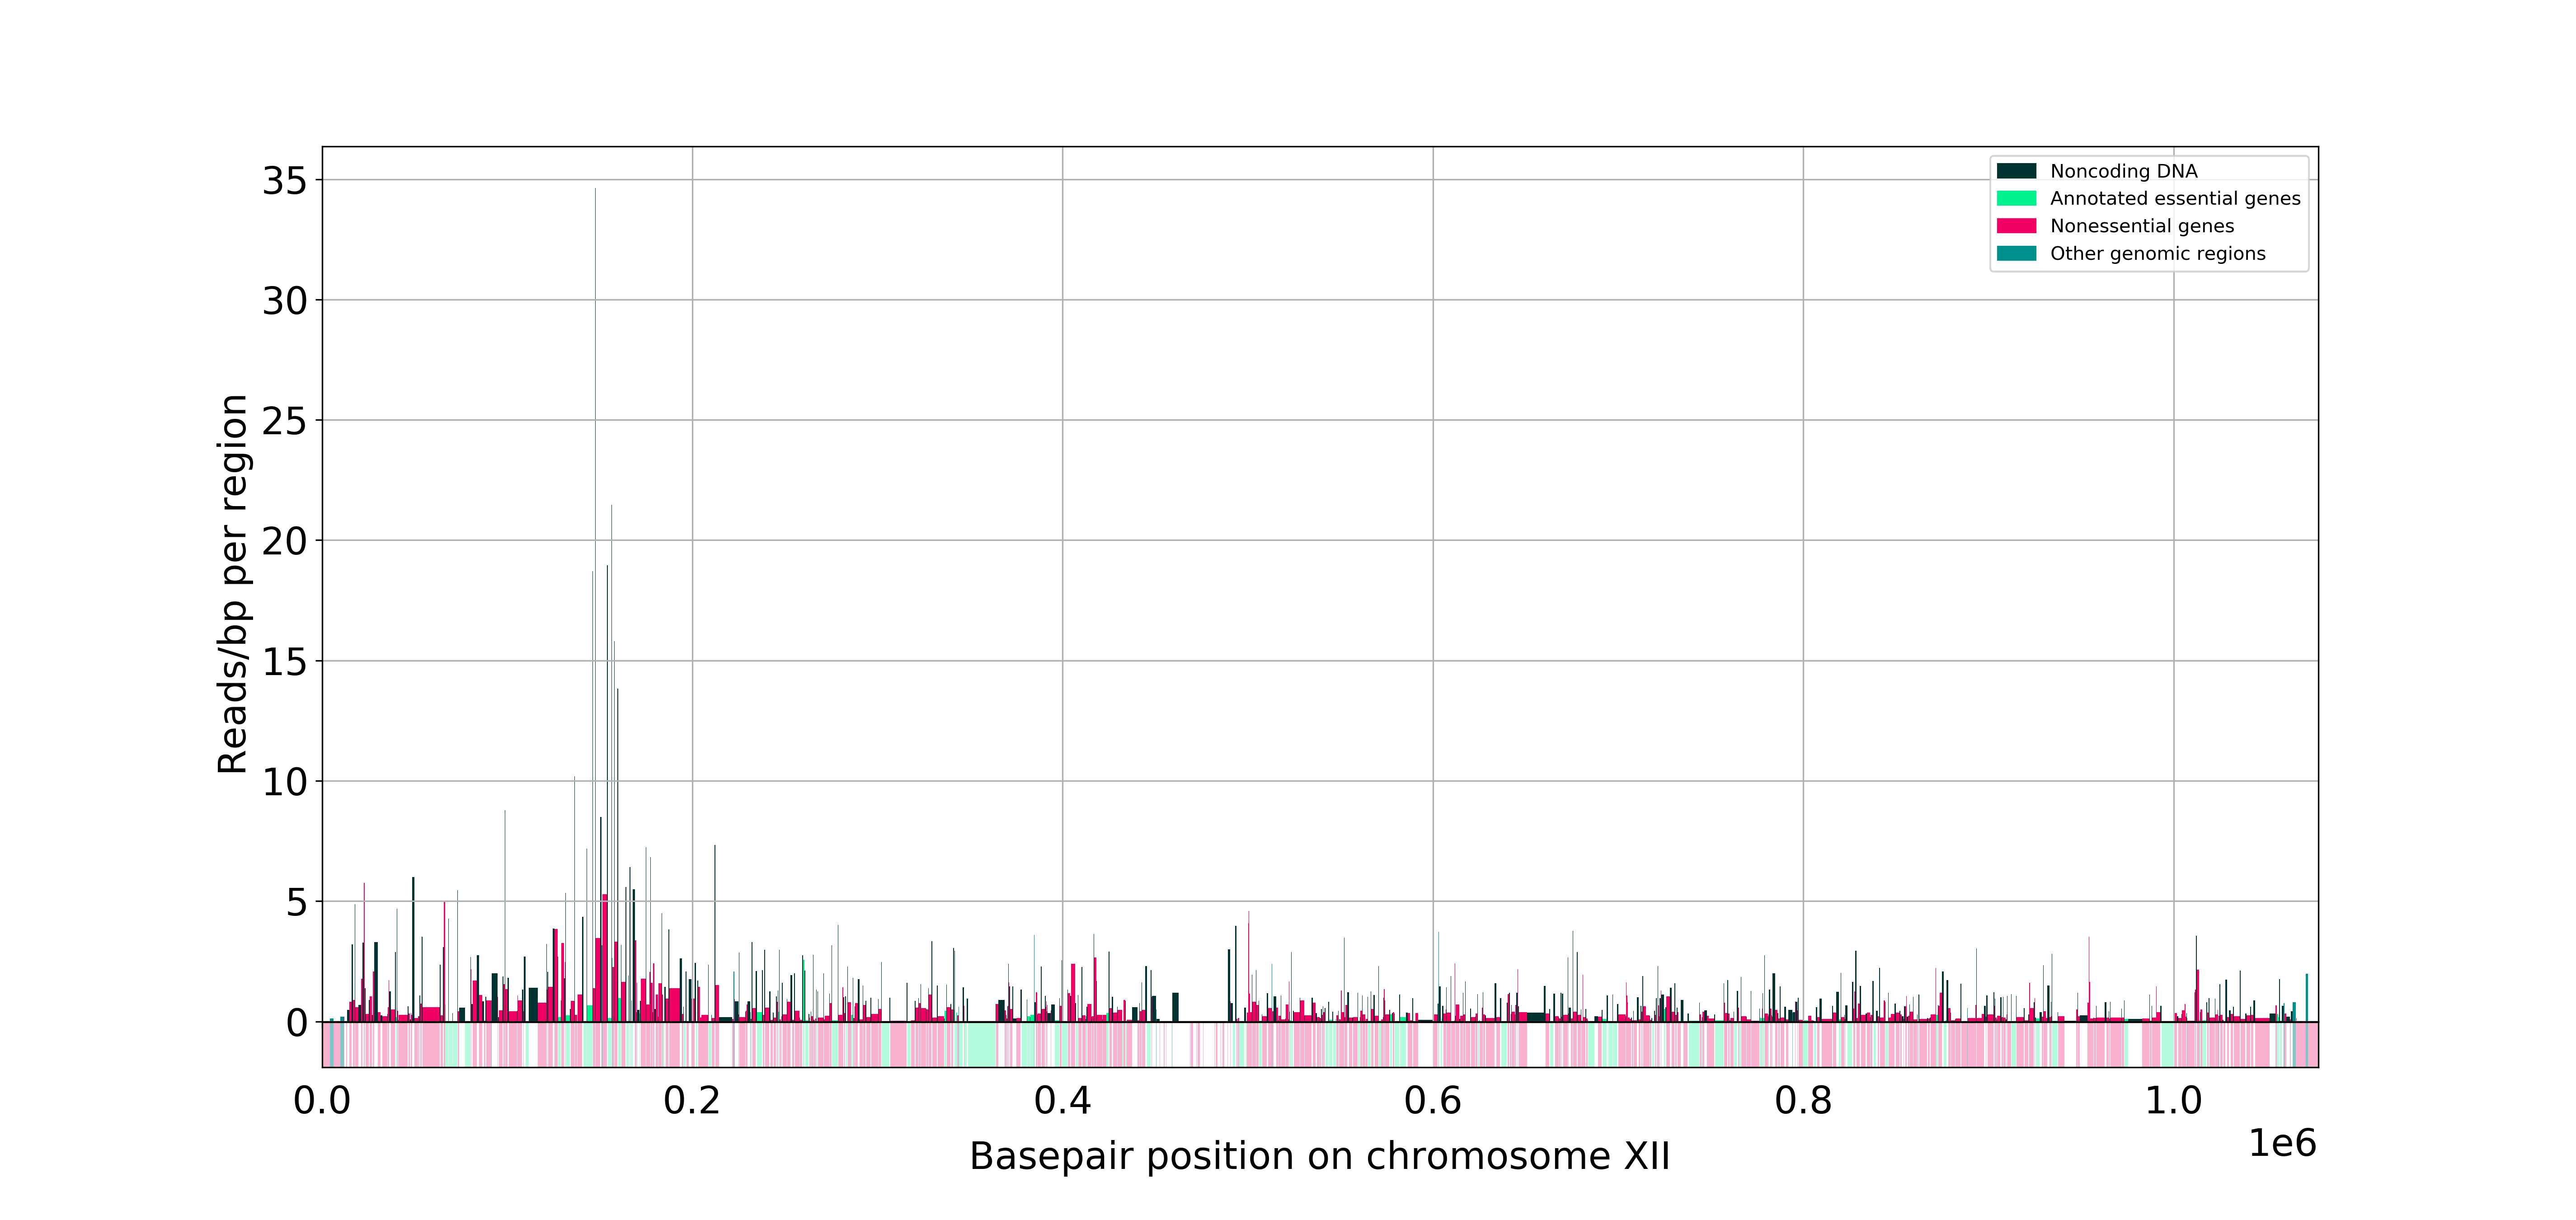 Reads/bp per region
35
30
25
20
15
10
5
0
Noncoding DNA
Annotated essential genes
Nonessential genes
Other genomic regions
0.0 0.2 0.4 0.6 0.8 1.0
1e6
Basepair position on chromosome XII